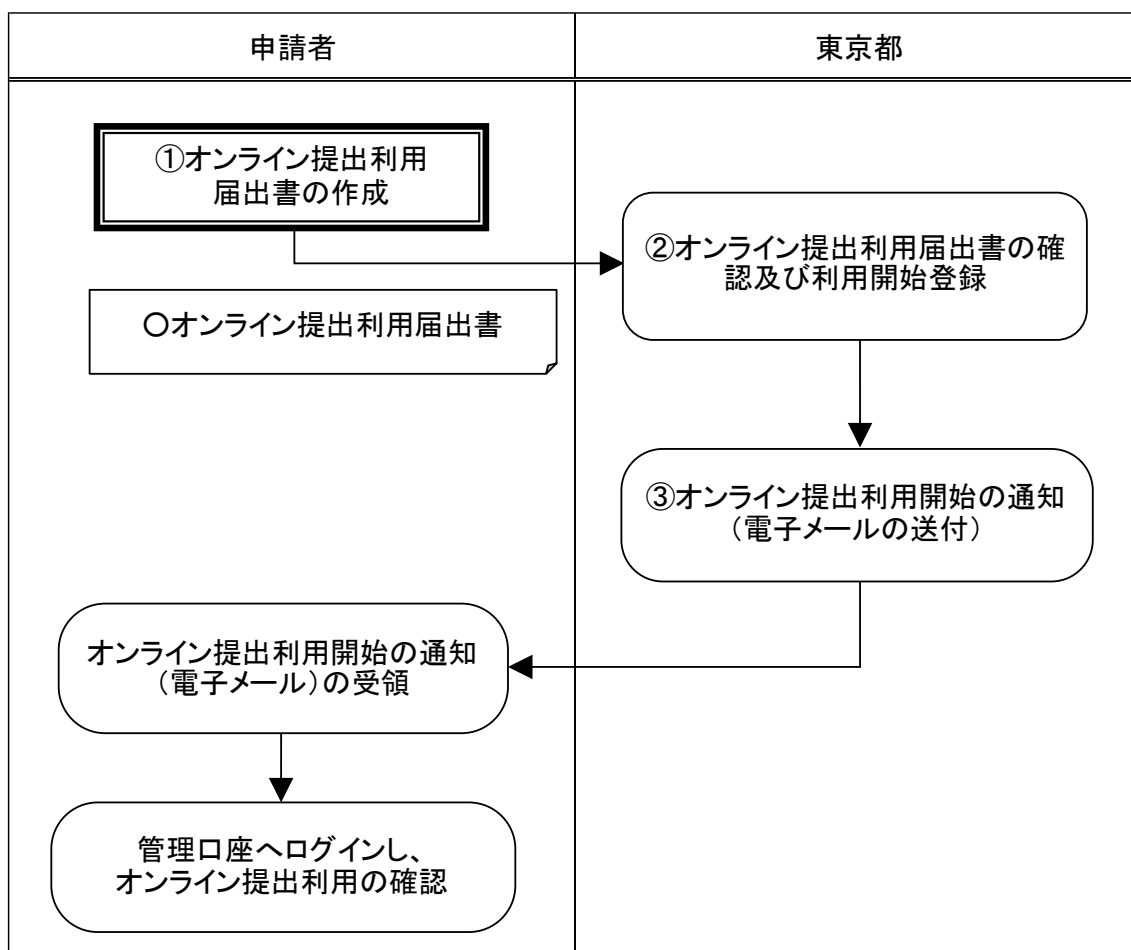 申請者
東京都
①オンライン提出利用
届出書の作成
②オンライン提出利用届出書の確
認及び利用開始登録
〇オンライン提出利用届出書
③オンライン提出利用開始の通知
（電子メールの送付）
オンライン提出利用開始の通知
（電子メール）の受領
管理口座へログインし、
オンライン提出利用の確認